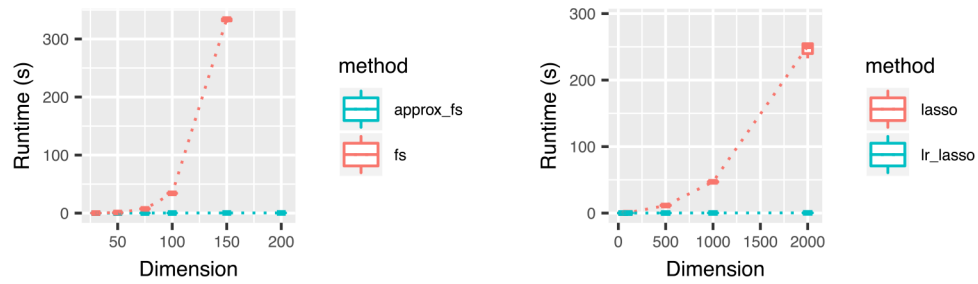 300
200
100
0
Runtime (s)
50
100
150
200
Dimension
method
approx_fs
fs
300
200
100
0
Runtime (s)
0
500
1000
1500
2000
Dimension
method
lasso
lr_lasso